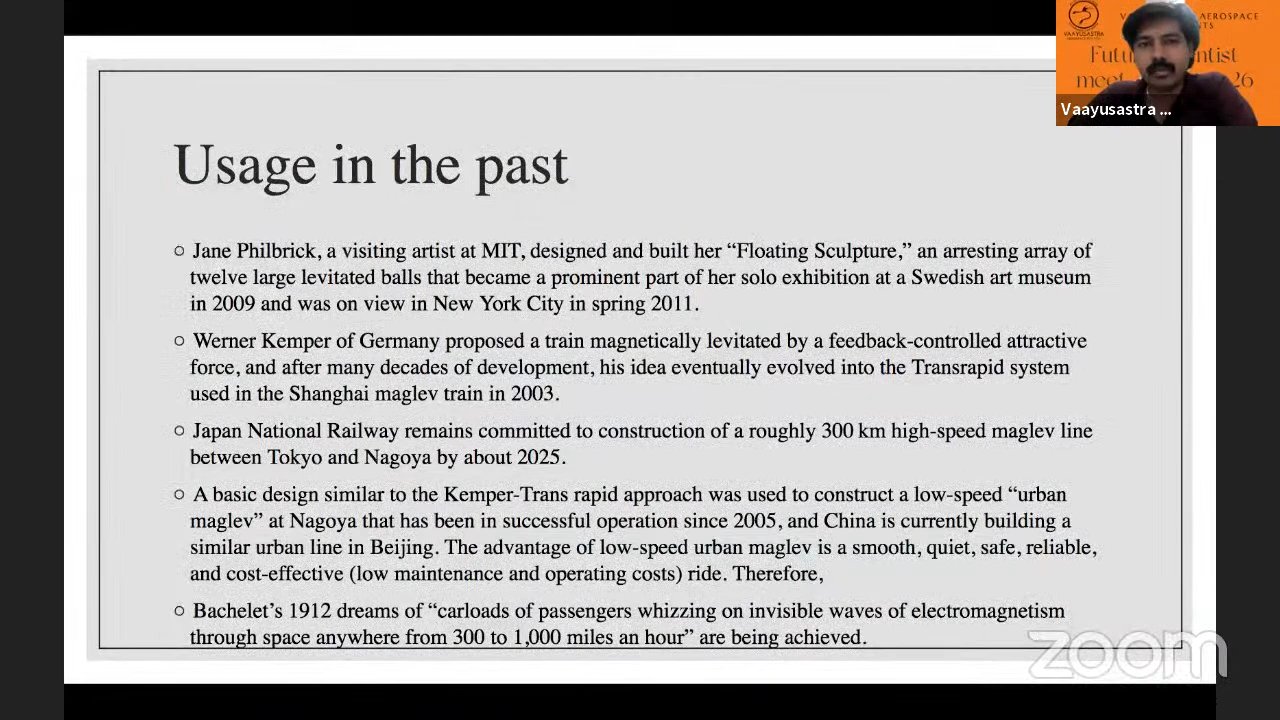 Usage in the past
○ Jane Philbrick, a visiting artist at MIT, designed and built her “Floating Sculpture,” an arresting array of
twelve large levitated balls that became a prominent part of her solo exhibition at a Swedish art museum
in 2009 and was on view in New York City in spring 2011.
○ Werner Kemper of Germany proposed a train magnetically levitated by a feedback-controlled attractive
force, and after many decades of development, his idea eventually evolved into the Transrapid system
used in the Shanghai maglev train in 2003.
○ Japan National Railway remains committed to construction of a roughly 300 km high-speed maglev line
between Tokyo and Nagoya by about 2025.
○ A basic design similar to the Kemper-Trans rapid approach was used to construct a low-speed “urban
maglev” at Nagoya that has been in successful operation since 2005, and China is currently building a
similar urban line in Beijing. The advantage of low-speed urban maglev is a smooth, quiet, safe, reliable,
and cost-effective (low maintenance and operating costs) ride. Therefore,
○ Bachelet’s 1912 dreams of “carloads of passengers whizzing on invisible waves of electromagnetism
through space anywhere from 300 to 1,000 miles an hour” are being achieved.
VAAYUSASTRA
AEROSPACE
meet
26
Vaayusastra ...
zoom